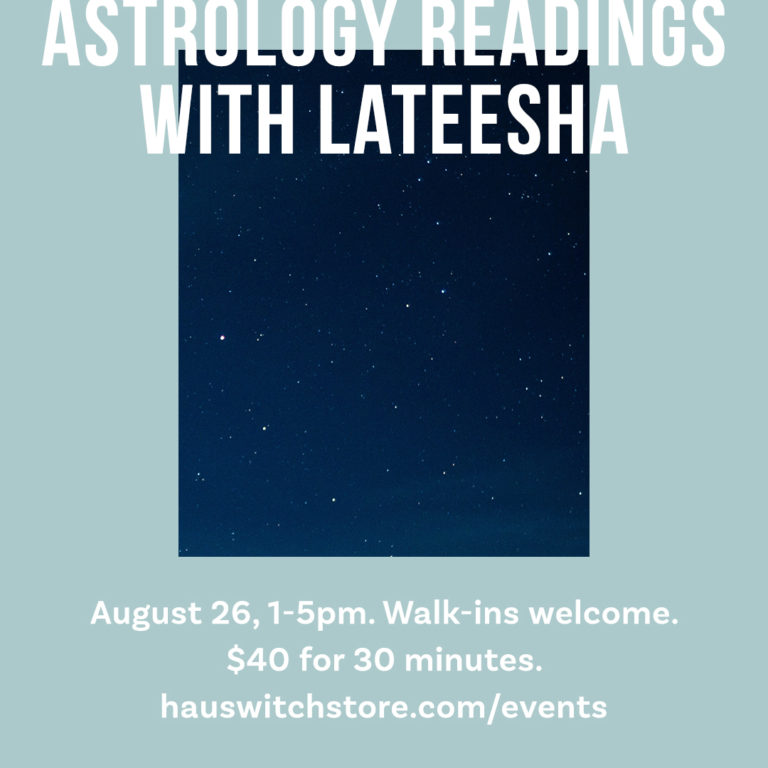 ASTROLOGY READINGS
WITH LATEESHA
August 26, 1-5pm. Walk-ins welcome.
$40 for 30 minutes.
hauswitchstore.com/events